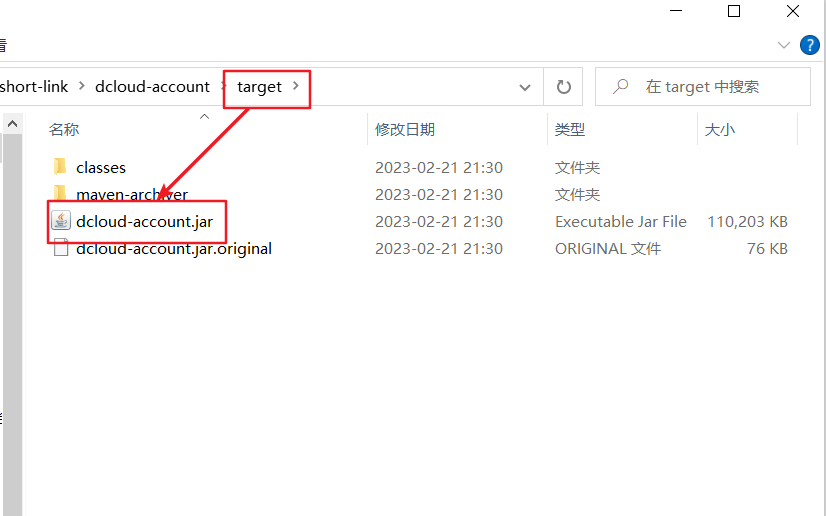 看
?
short-link > dcloud-account > target >
在 target 中搜索
名称 修改日期 类型 大小
classes 2023-02-21 21:30 文件夹
maven-archiver 2023-02-21 21:30 文件夹
dcloud-account.jar 2023-02-21 21:30 Executable Jar File 110,203 KB
dcloud-account.jar.original 2023-02-21 21:30 ORIGINAL 文件 76 KB